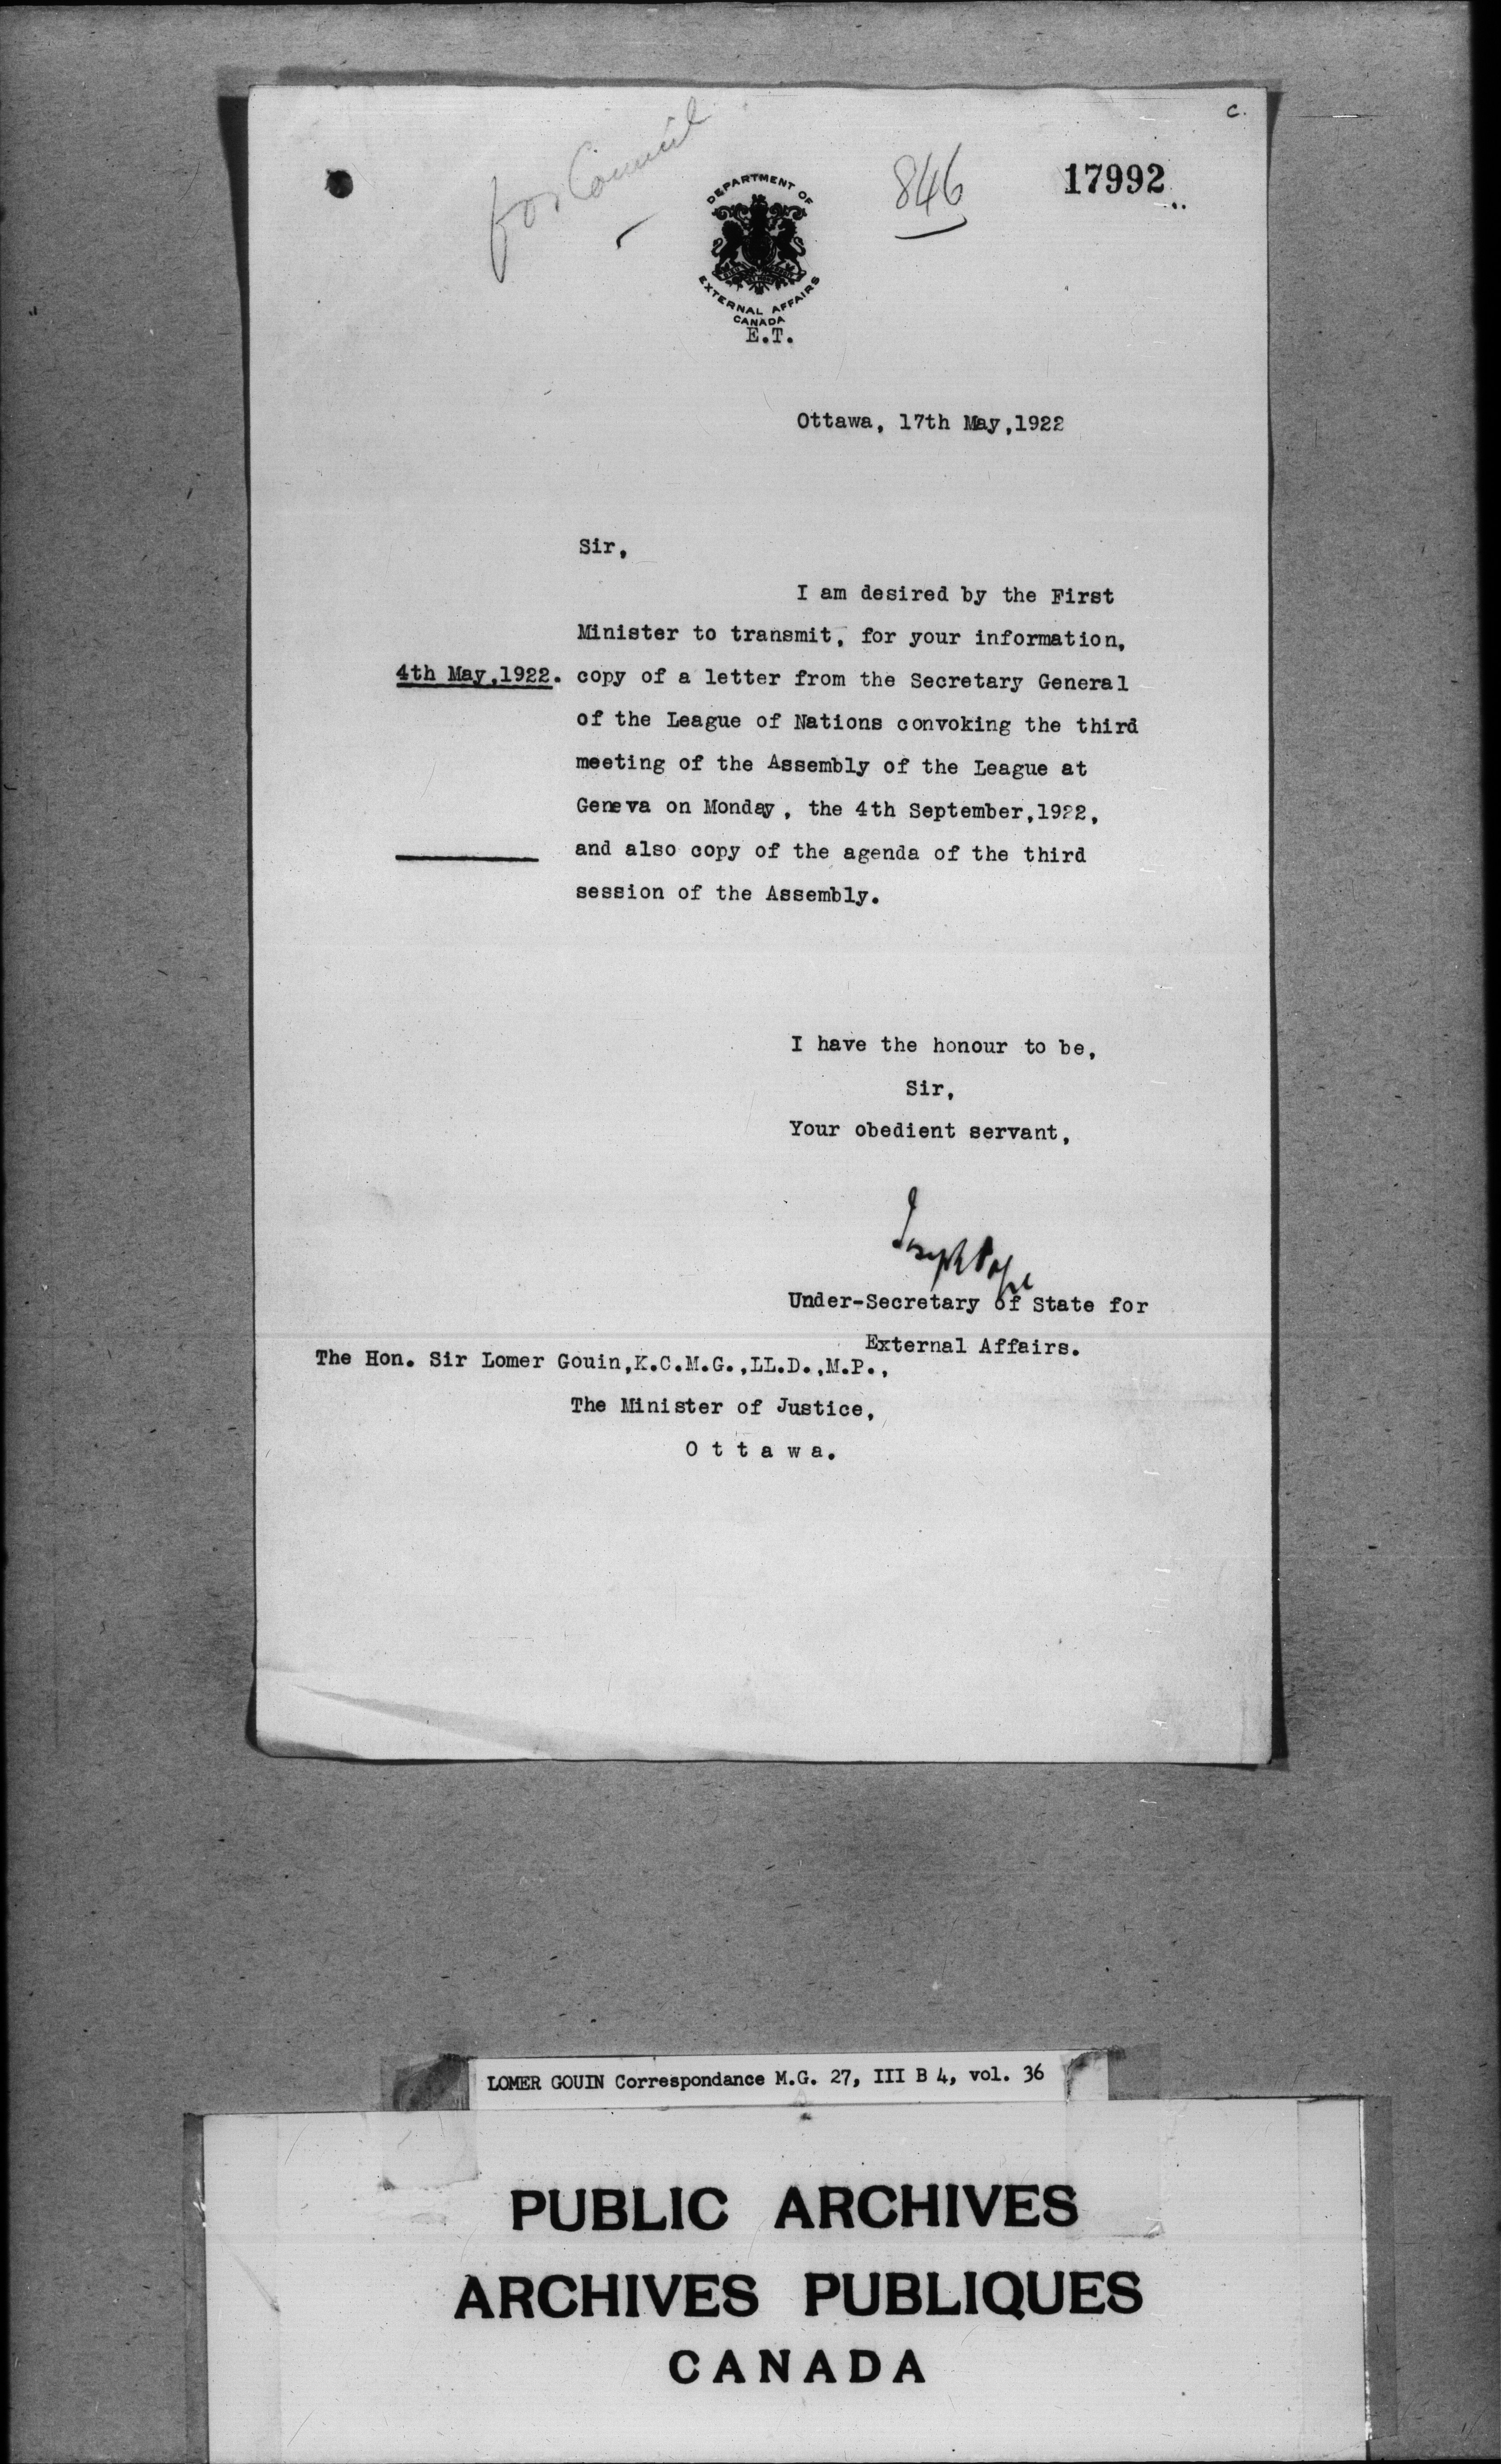 C.
for Council
846
17992
DEPARTMENT OF
EXTERNAL AFFAIRS
CANADA
E.T.
Ottawa, 17th May,1922
Sir,
I am desired by the First
Minister to transmit, for your information,
4th May,1922. copy of a letter from the Secretary General
of the League of Nations convoking the third
meeting of the Assembly of the League at
Geneva on Monday, the 4th September,1922,
and also copy of the agenda of the third
session of the Assembly.
I have the honour to be,
Sir,
Your obedient servant,
Joseph Pope
Under-Secretary of State for
External Affairs.
The Hon. Sir Lomer Gouin,K.C.M.G.,LL.D.,M.P.,
The Minister of Justice,
O t t a w a.
LOMER GOUIN Correspondance M.G. 27, III B 4, vol. 36
PUBLIC ARCHIVES
ARCHIVES PUBLIQUES
CANADA